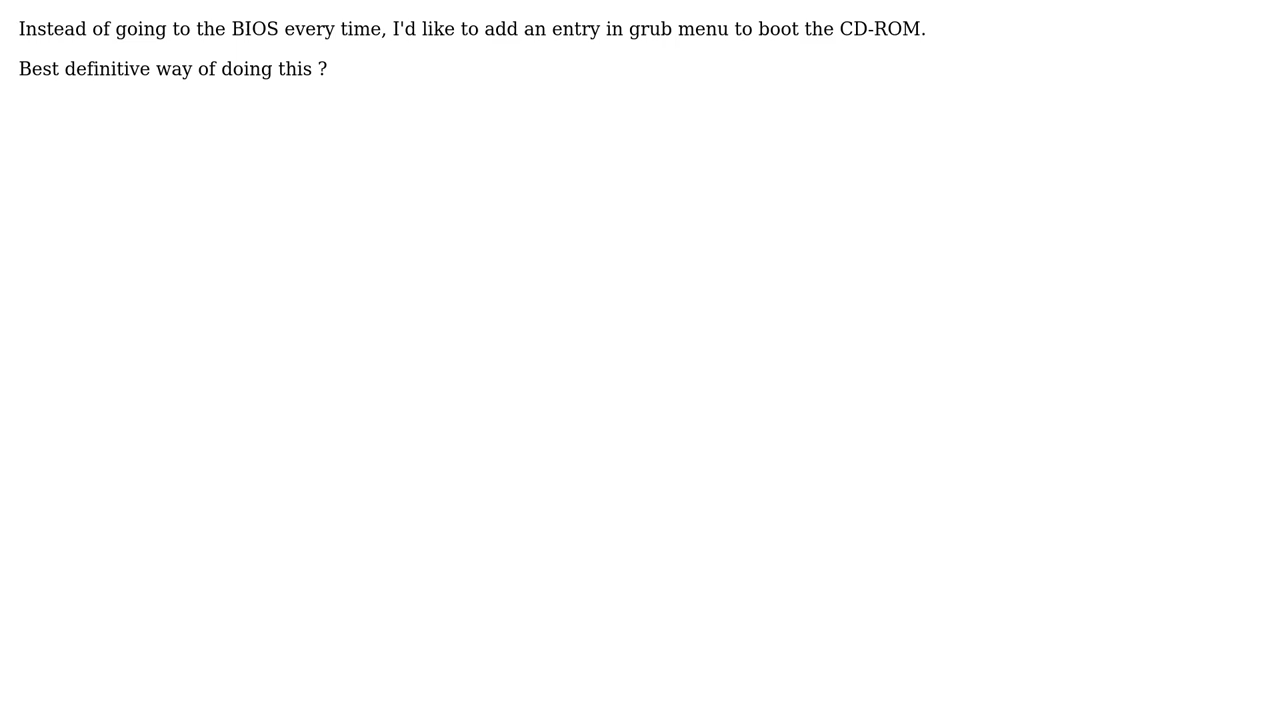 Instead of going to the BIOS every time, I'd like to add an entry in grub menu to boot the CD-ROM.
Best definitive way of doing this ?